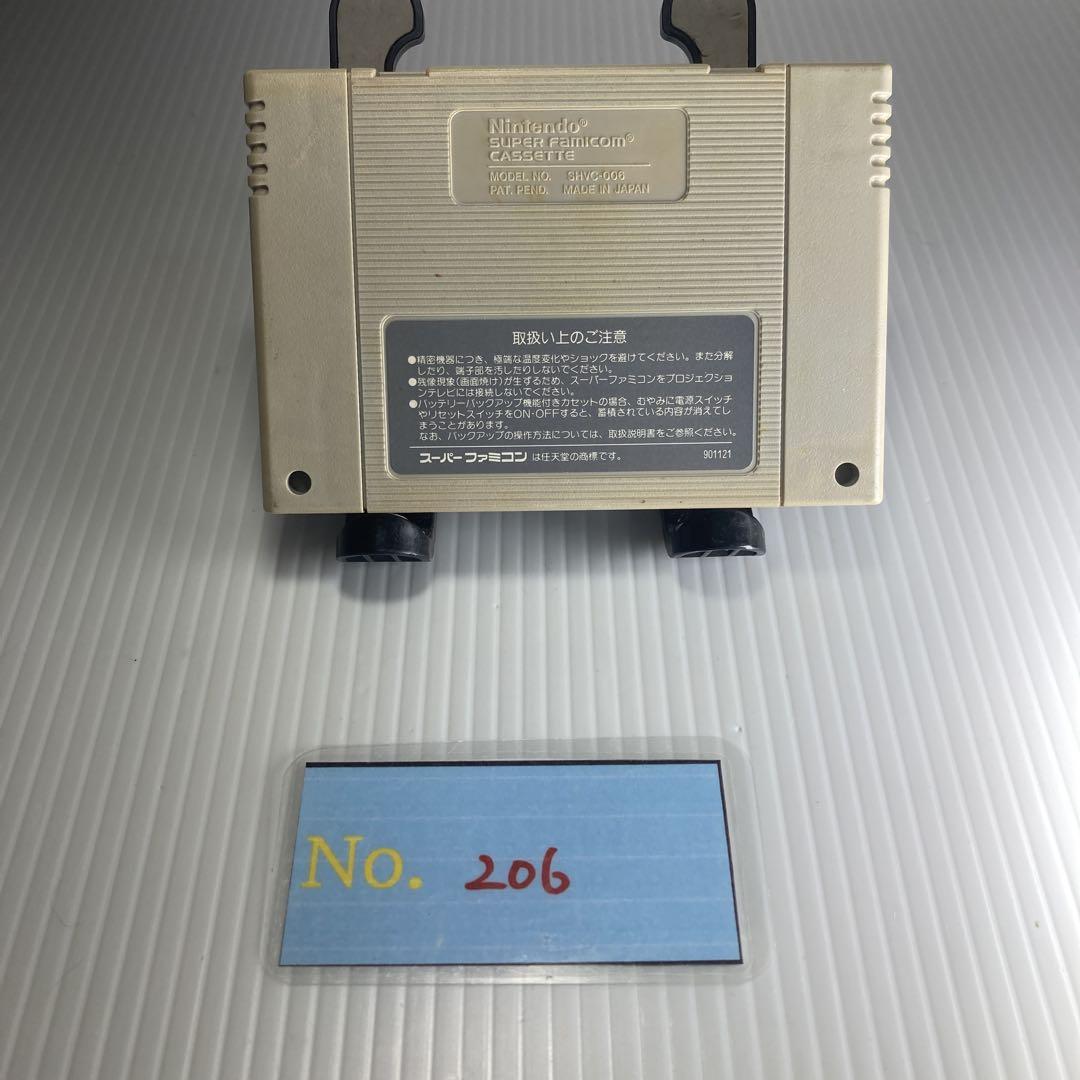 Nintendo®
SUPER Famicom®
CASSETTE
MODEL NO. SHVC-006
PAT. PEND. MADE IN JAPAN
取扱い上のご注意
●精密機器につき、極端な温度変化やショックを避けてください。また分解
したり、端子部を汚したりしないでください。
●残像現象(画面焼け)が生ずるため、スーパーファミコンをプロジェクショ
ンテレビには接続しないでください。
●バッテリーバックアップ機能付きカセットの場合、むやみに電源スイッチ
やリセットスイッチをON・OFFすると、蓄積されている内容が消えてし
まうことがあります。
なお、バックアップの操作方法については、取扱説明書をご参照ください。
スーパーファミコン は任天堂の商標です。 901121
No. 206